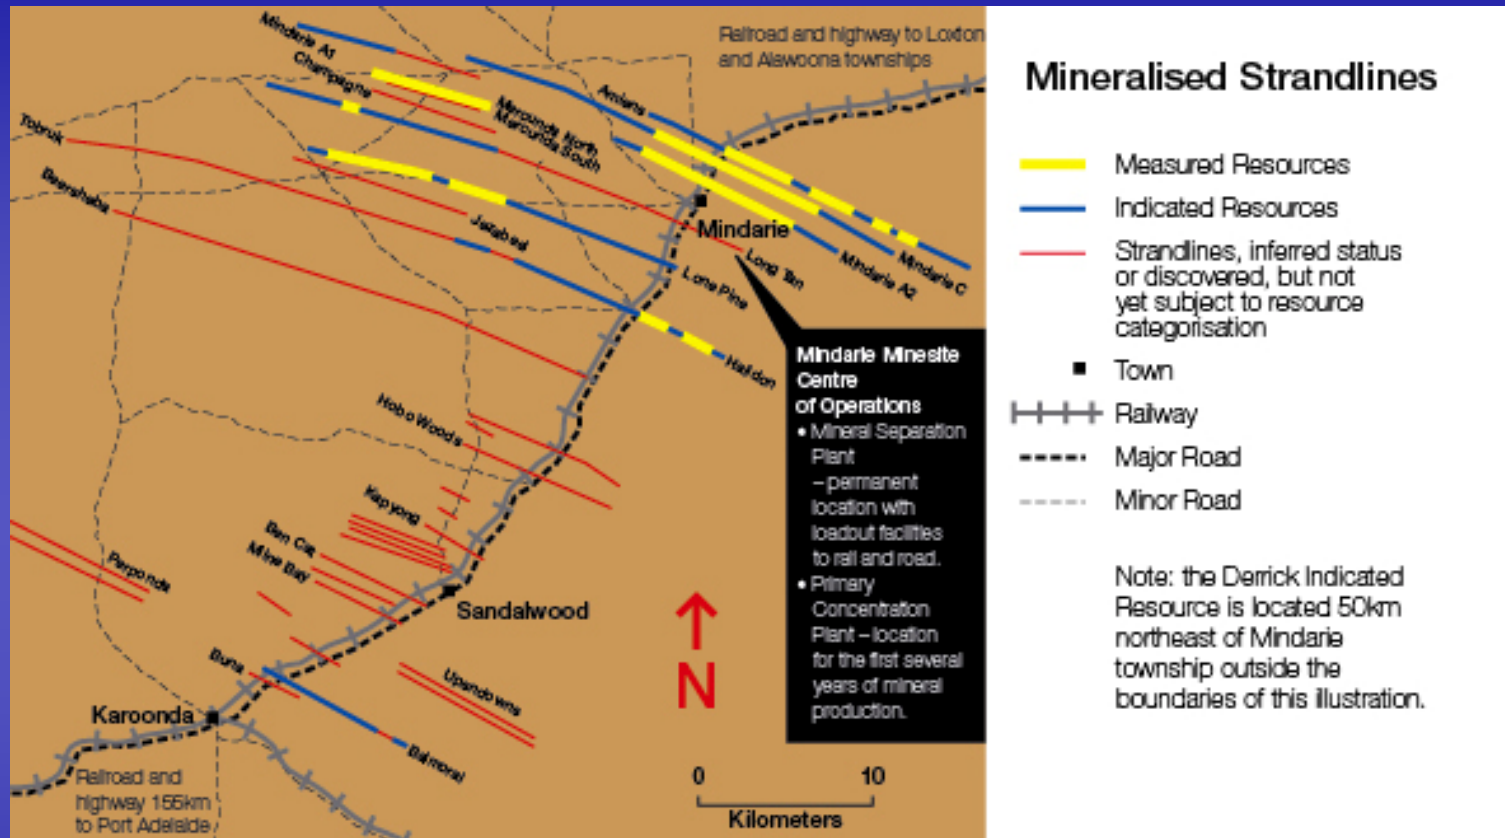 Mineralised Strandlines
Measured Resources
Indicated Resources
Strandlines, inferred status
or discovered, but not
yet subject to resource
categorisation
Town
Railway
Major Road
Minor Road
Note: the Derrick Indicated
Resource is located 50km
northeast of Mindarie
township outside the
boundaries of this illustration.
Railroad and highway to Loxton
and Alawoona townships
Mindarie A1
Champagne
Amiens
Marcunda North
Marcunda South
Tobruk
Beersheba
Jezabeel
Mindarie
Long Tan
Mindarie A2
Mindarie C
Lone Pine
Halidon
Mindarie Minesite
Centre
of Operations
• Mineral Separation
Plant
– permanent
location with
loadout facilities
to rail and road.
• Primary
Concentration
Plant – location
for the first several
years of mineral
production.
Hobo Woods
Kapyong
Ben Cat
Mine Bay
Perponda
Sandalwood
N
Buna
Upendowns
Karoonda
Balmoral
Railroad and
highway 155km
to Port Adelaide
0 10
Kilometers